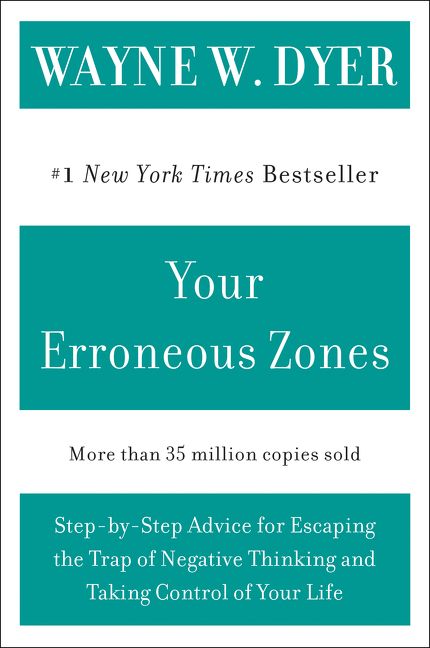 WAYNE W. DYER
#1 New York Times Bestseller
Your
Erroneous Zones
More than 35 million copies sold
Step-by-Step Advice for Escaping
the Trap of Negative Thinking and
Taking Control of Your Life